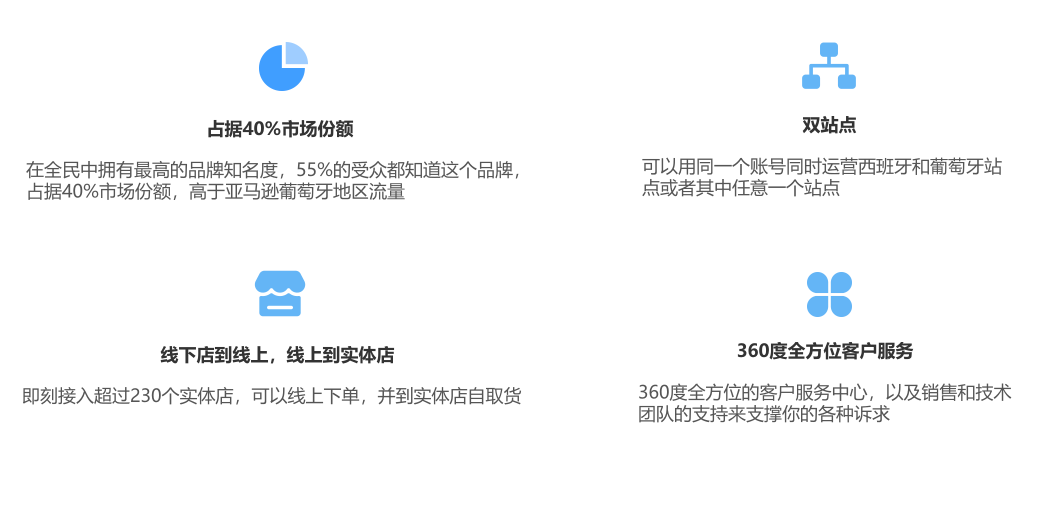 占据40%市场份额
在全民中拥有最高的品牌知名度，55%的受众都知道这个品牌，
占据40%市场份额，高于亚马逊葡萄牙地区流量
双站点
可以用同一个账号同时运营西班牙和葡萄牙站
点或者其中任意一个站点
线下店到线上，线上到实体店
即刻接入超过230个实体店，可以线上下单，并到实体店自取货
360度全方位客户服务
360度全方位的客户服务中心，以及销售和技术
团队的支持来支撑你的各种诉求